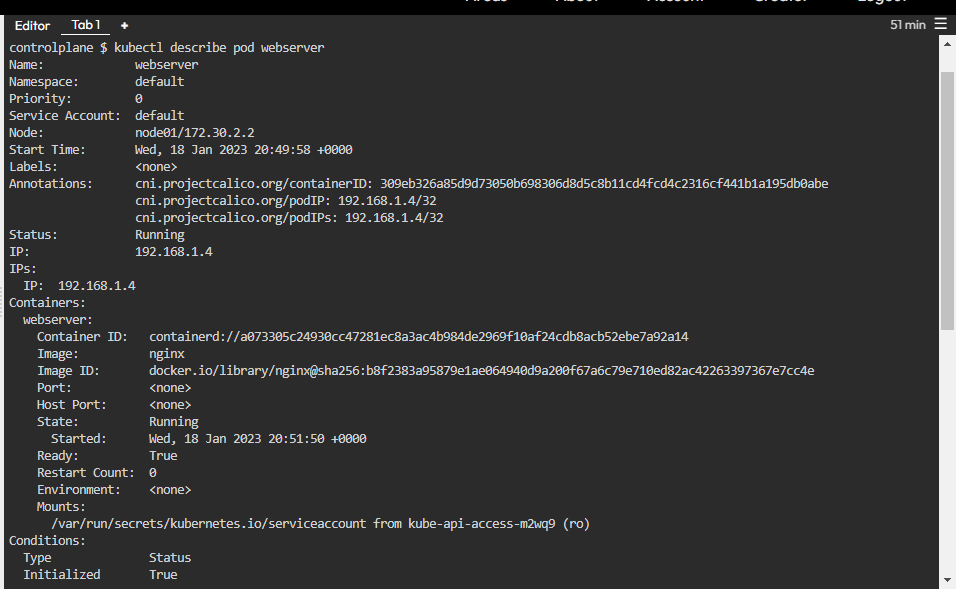 Editor Tab 1 + 51 min
controlplane $ kubectl describe pod webserver
Name: webserver
Namespace: default
Priority: 0
Service Account: default
Node: node01/172.30.2.2
Start Time: Wed, 18 Jan 2023 20:49:58 +0000
Labels: <none>
Annotations: cni.projectcalico.org/containerID: 309eb326a85d9d73050b698306d8d5c8b11cd4fcd4c2316cf441b1a195db0abe
cni.projectcalico.org/podIP: 192.168.1.4/32
cni.projectcalico.org/podIPs: 192.168.1.4/32
Status: Running
IP: 192.168.1.4
IPs:
IP: 192.168.1.4
Containers:
webserver:
Container ID: containerd://a073305c24930cc47281ec8a3ac4b984de2969f10af24cdb8acb52ebe7a92a14
Image: nginx
Image ID: docker.io/library/nginx@sha256:b8f2383a95879e1ae064940d9a200f67a6c79e710ed82ac42263397367e7cc4e
Port: <none>
Host Port: <none>
State: Running
Started: Wed, 18 Jan 2023 20:51:50 +0000
Ready: True
Restart Count: 0
Environment: <none>
Mounts:
/var/run/secrets/kubernetes.io/serviceaccount from kube-api-access-m2wq9 (ro)
Conditions:
Type Status
Initialized True